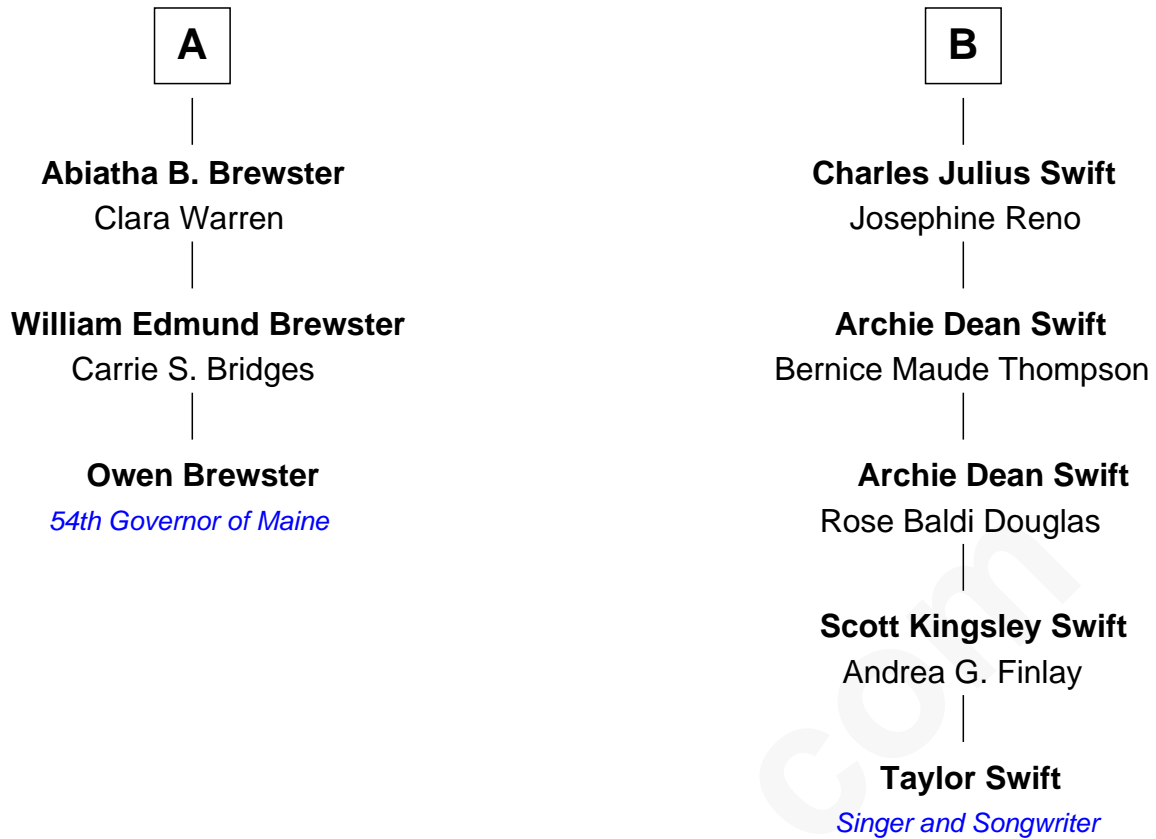 A
Abiatha B. Brewster
Clara Warren
William Edmund Brewster
Carrie S. Bridges
Owen Brewster
54th Governor of Maine
B
Charles Julius Swift
Josephine Reno
Archie Dean Swift
Bernice Maude Thompson
Archie Dean Swift
Rose Baldi Douglas
Scott Kingsley Swift
Andrea G. Finlay
Taylor Swift
Singer and Songwriter
com